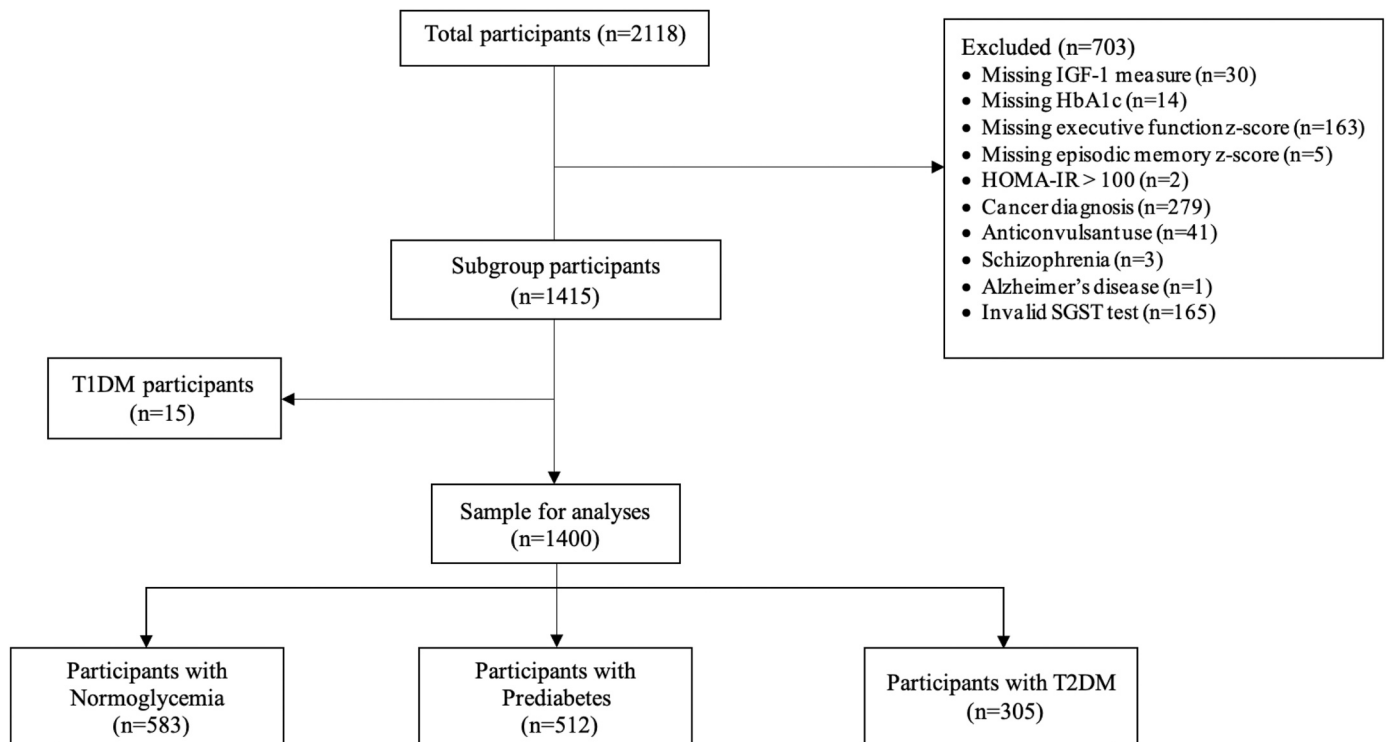 Total participants (n=2118)
Excluded (n=703)
• Missing IGF-1 measure (n=30)
• Missing HbA1c (n=14)
• Missing executive function z-score (n=163)
• Missing episodic memory z-score (n=5)
• HOMA-IR > 100 (n=2)
• Cancer diagnosis (n=279)
• Anticonvulsant use (n=41)
• Schizophrenia (n=3)
• Alzheimer’s disease (n=1)
• Invalid SGST test (n=165)
Subgroup participants
(n=1415)
T1DM participants
(n=15)
Sample for analyses
(n=1400)
Participants with
Normoglycemia
(n=583)
Participants with
Prediabetes
(n=512)
Participants with T2DM
(n=305)